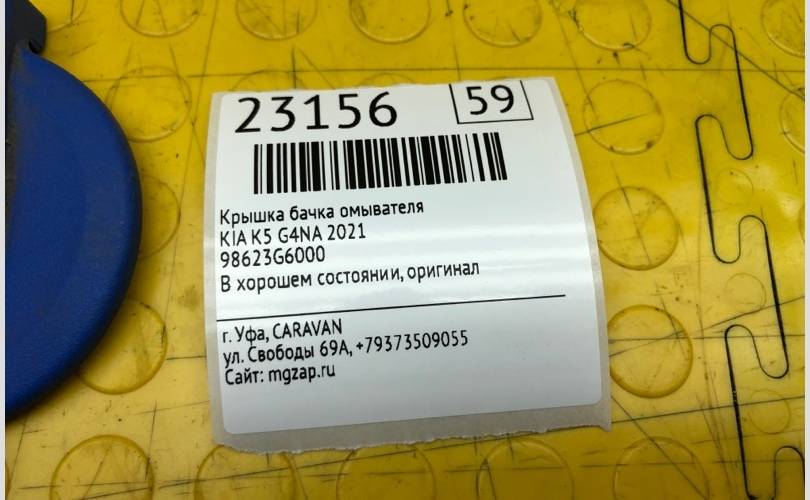 23156 59
Крышка бачка омывателя
KIA K5 G4NA 2021
98623G6000
В хорошем состоянии, оригинал
г. Уфа, CARAVAN
ул. Свободы 69А, +79373509055
Сайт: mgzap.ru